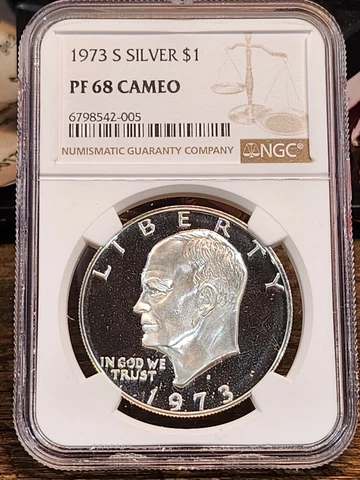 1973 S SILVER $1
PF 68 CAMEO
6798542-005
NUMISMATIC GUARANTY COMPANY NGC®
LIBERTY
IN GOD WE
TRUST
1973